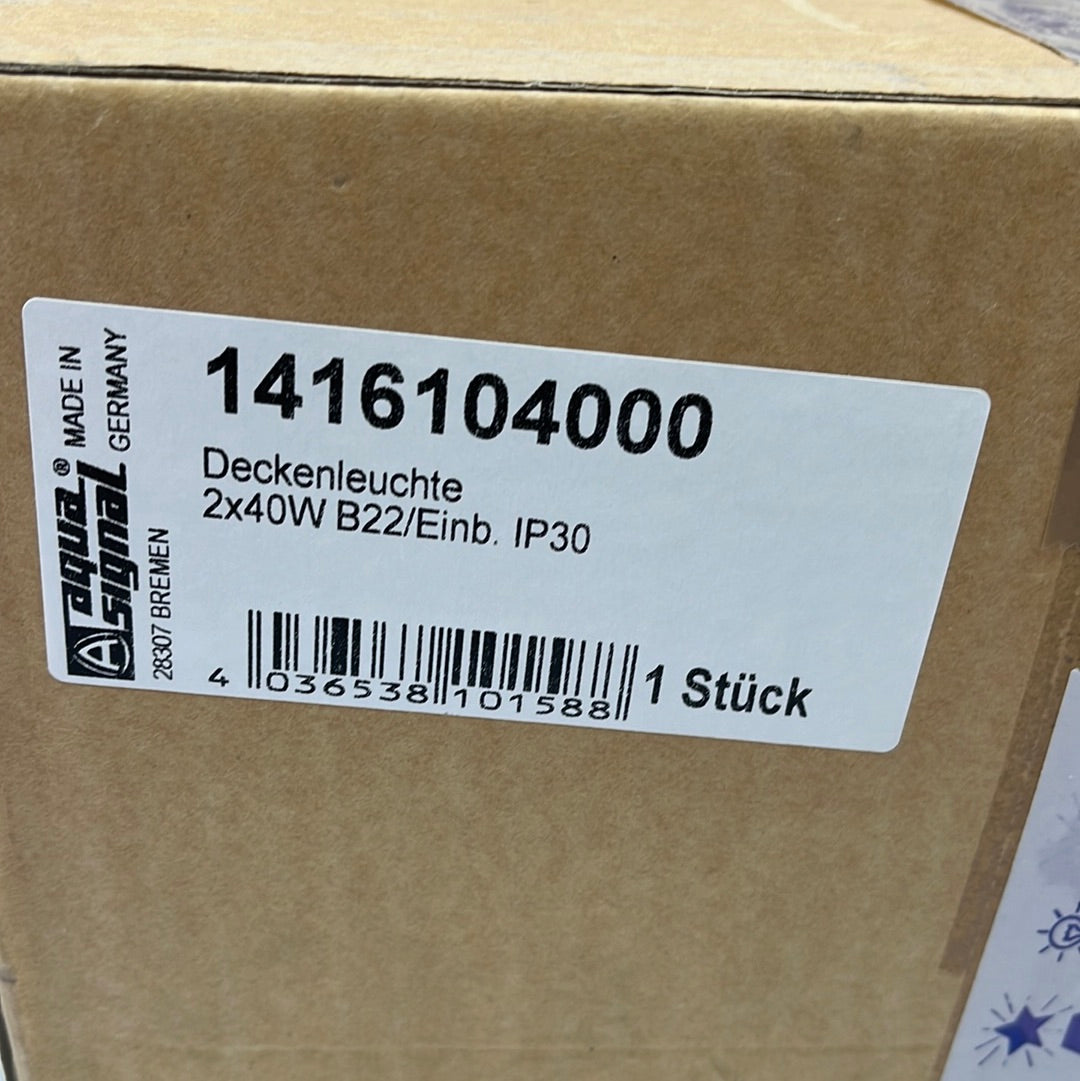 1416104000
Deckenleuchte
2x40W B22/Einb. IP30
4 036538 101588
1 Stück
aqua® MADE IN
signal GERMANY
28307 BREMEN